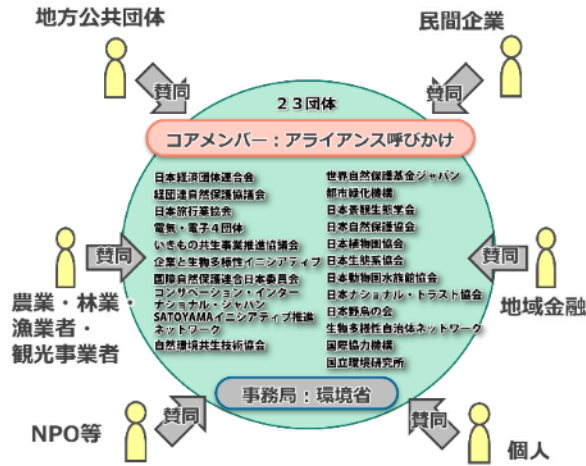 地方公共団体
民間企業
賛同
賛同
23団体
コアメンバー：アライアンス呼びかけ
日本経済団体連合会
経団連自然保護協議会
日本旅行業協会
電気・電子4団体
いきもの共生事業推進協議会
企業と生物多様性イニシアティブ
国際自然保護連合日本委員会
コンサベーション・インター
ナショナル・ジャパン
SATOYAMAイニシアティブ推進
ネットワーク
自然環境共生技術協会
世界自然保護基金ジャパン
都市緑化機構
日本景観生態学会
日本自然保護協会
日本植物園協会
日本生態系協会
日本動物園水族館協会
日本ナショナル・トラスト協会
日本野鳥の会
生物多様性自治体ネットワーク
国際協力機構
国立環境研究所
賛同
農業・林業・
漁業者・
観光事業者
賛同
地域金融
事務局：環境省
賛同
NPO等
賛同
個人